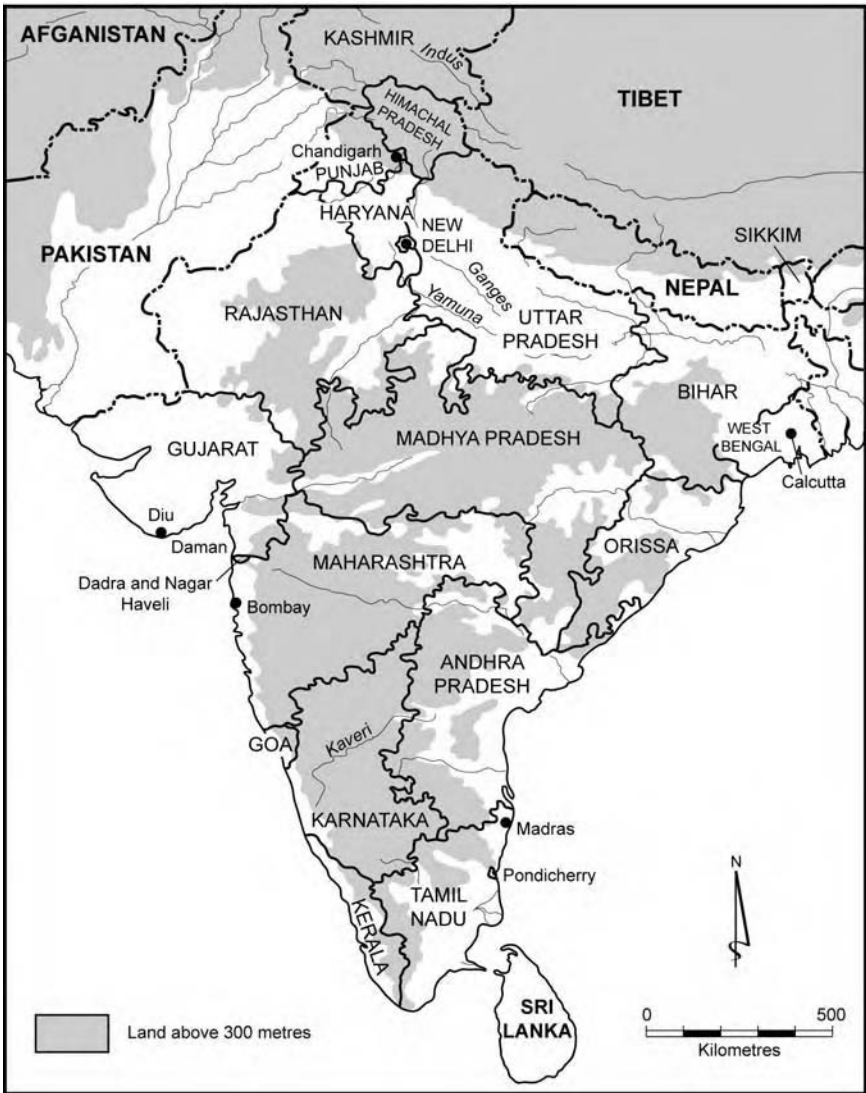 AFGANISTAN
KASHMIR
Indus
TIBET
HIMACHAL
PRADESH
Chandigarh
PUNJAB
HARYANA
NEW
DELHI
PAKISTAN
SIKKIM
NEPAL
Ganges
Yamuna
RAJASTHAN
UTTAR
PRADESH
BIHAR
WEST
BENGAL
Calcutta
GUJARAT
MADHYA PRADESH
Diu
Daman
Dadra and Nagar
Haveli
MAHARASHTRA
ORISSA
Bombay
ANDHRA
PRADESH
GOA
Kaveri
KARNATAKA
Madras
Pondicherry
TAMIL
NADU
KERALA
N
SRI
LANKA
Land above 300 metres
0 500
Kilometres